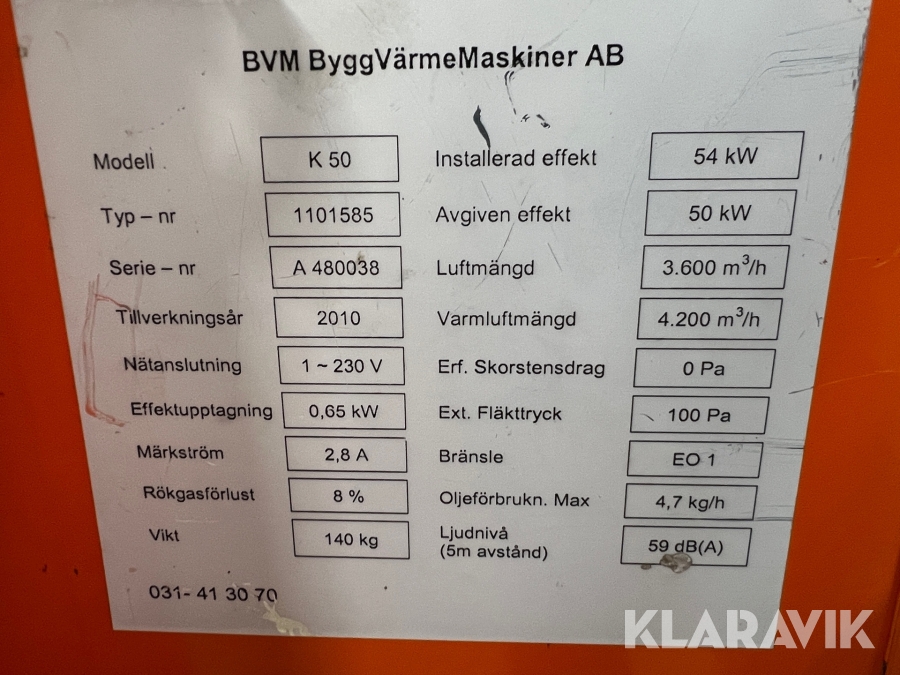 BVM ByggVärmeMaskiner AB
Modell K 50 Installerad effekt 54 kW
Typ – nr 1101585 Avgiven effekt 50 kW
Serie – nr A 480038 Luftmängd 3.600 m³/h
Tillverkningsår 2010 Varmluftmängd 4.200 m³/h
Nätanslutning 1 ~ 230 V Erf. Skorstensdrag 0 Pa
Effektupptagning 0,65 kW Ext. Fläkttryck 100 Pa
Märkström 2,8 A Bränsle EO 1
Rökgasförlust 8 % Oljeförbrukn. Max 4,7 kg/h
Vikt 140 kg Ljudnivå 59 dB(A)
(5m avstånd)
031- 41 30 70
KLARAVIK